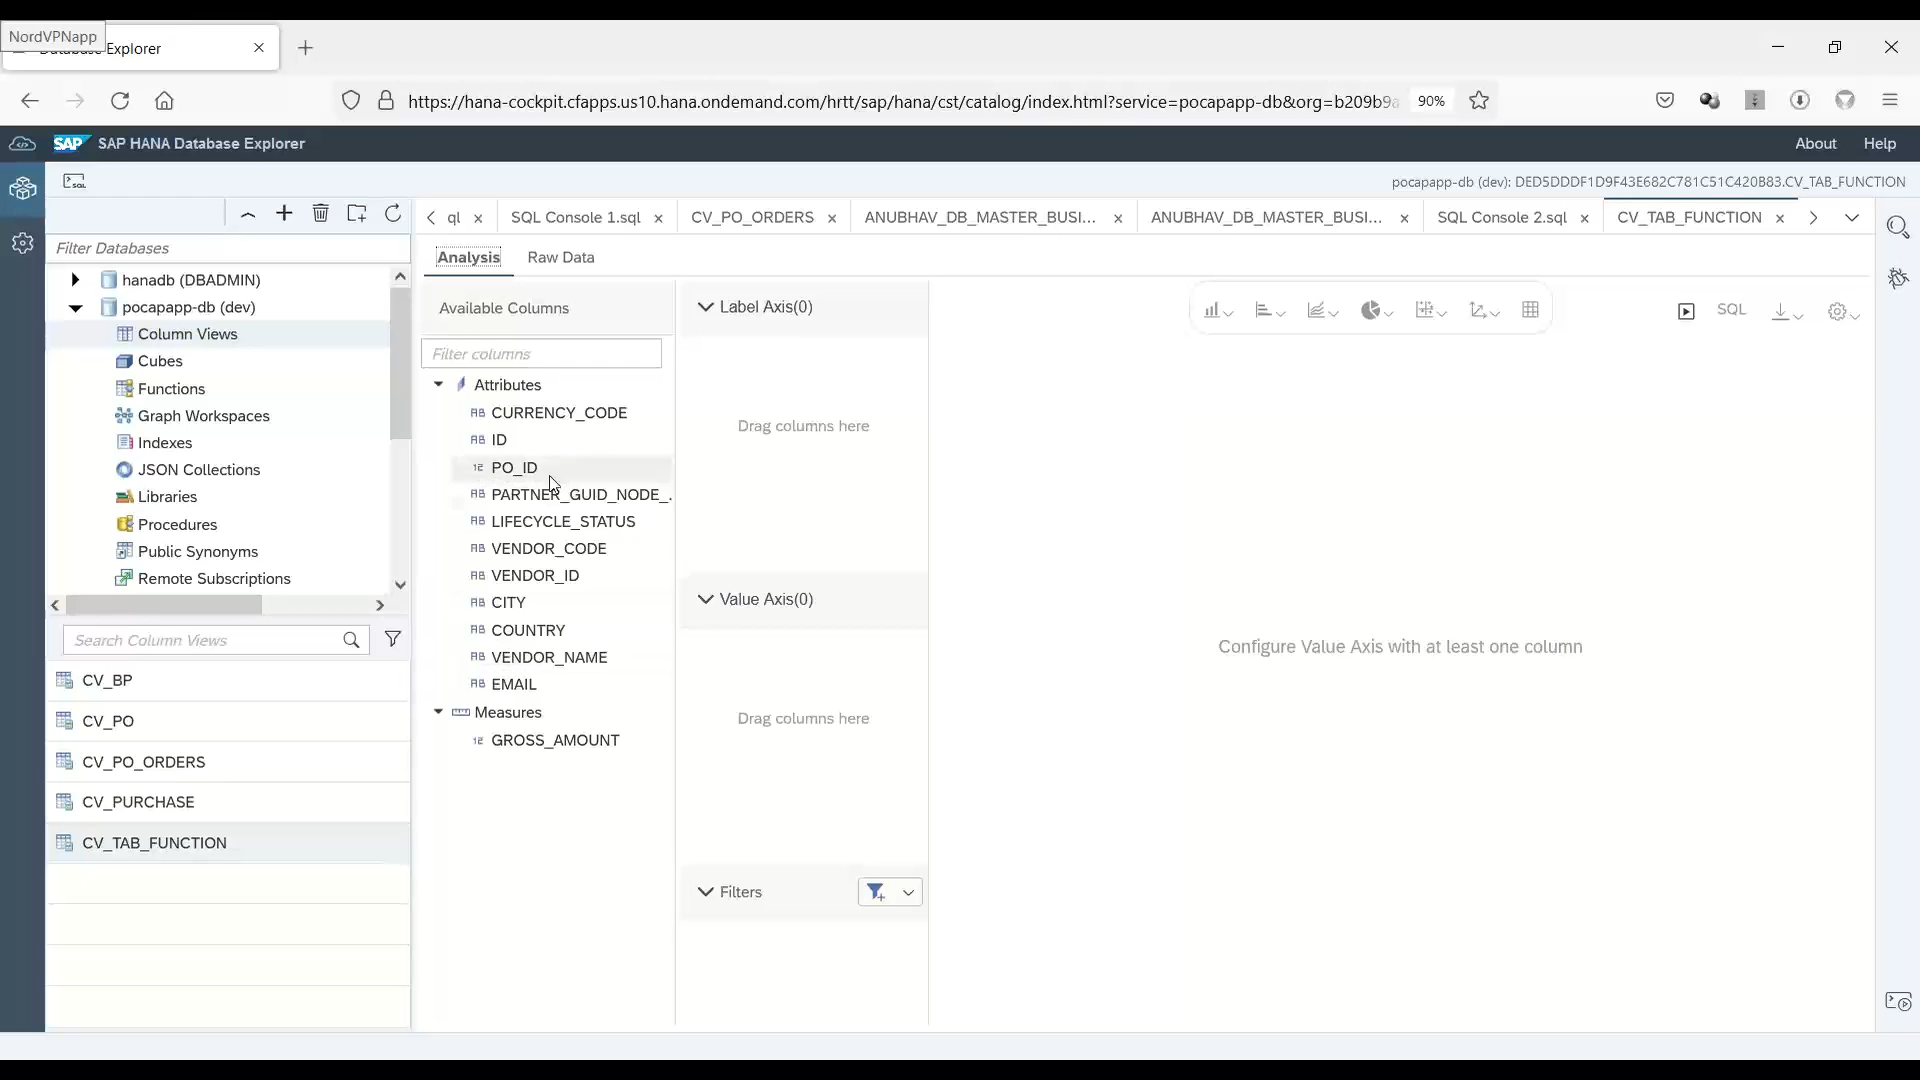 NordVPNapp
Database Explorer
https://hana-cockpit.cfapps.us10.hana.ondemand.com/hrtt/sap/hana/cst/catalog/index.html?service=pocapapp-db&org=b209b9a
90%
SAP SAP HANA Database Explorer
About Help
pocapapp-db (dev): DED5DDDF1D9F43E682C781C51C420B83.CV_TAB_FUNCTION
ql
SQL Console 1.sql
CV_PO_ORDERS
ANUBHAV_DB_MASTER_BUSI...
ANUBHAV_DB_MASTER_BUSI...
SQL Console 2.sql
CV_TAB_FUNCTION
Filter Databases
hanadb (DBADMIN)
pocapapp-db (dev)
Column Views
Cubes
Functions
Graph Workspaces
Indexes
JSON Collections
Libraries
Procedures
Public Synonyms
Remote Subscriptions
Search Column Views
CV_BP
CV_PO
CV_PO_ORDERS
CV_PURCHASE
CV_TAB_FUNCTION
Analysis Raw Data
Available Columns
Filter columns
Attributes
CURRENCY_CODE
ID
PO_ID
PARTNER_GUID_NODE_.
LIFECYCLE_STATUS
VENDOR_CODE
VENDOR_ID
CITY
COUNTRY
VENDOR_NAME
EMAIL
Measures
GROSS_AMOUNT
Label Axis(0)
Drag columns here
Value Axis(0)
Drag columns here
Filters
SQL
Configure Value Axis with at least one column